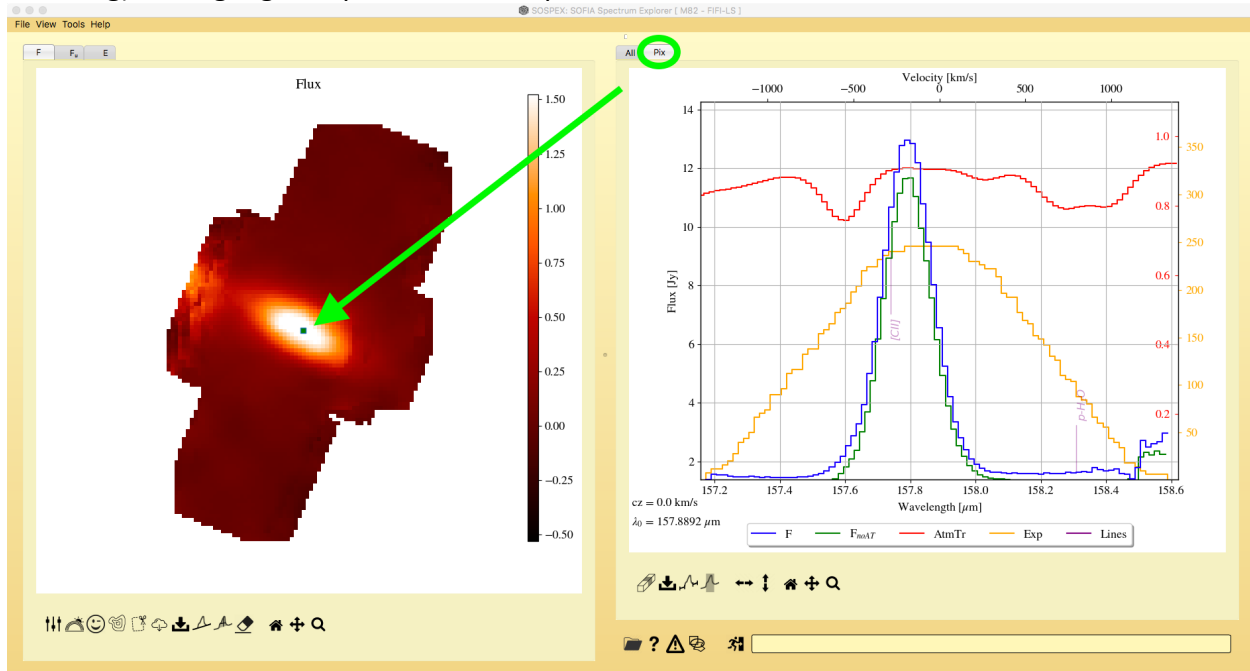 SOSPEX: SOFIA Spectrum Explorer [ M82 - FIFI-LS ]
File View Tools Help
F Fu E
All Pix
Flux
1.50
1.25
1.00
0.75
0.50
0.25
0.00
−0.25
−0.50
Velocity [km/s]
−1000 −500 0 500 1000
14
12
10
8
6
4
2
Flux [Jy]
1.0
0.8
0.6
0.4
0.2
350
300
250
200
150
100
50
[CII]
157.2 157.4 157.6 157.8 158.0 158.2 158.4 158.6
Wavelength [μm]
cz = 0.0 km/s
λ0 = 157.8892 μm
F FnoAT AtmTr Exp Lines